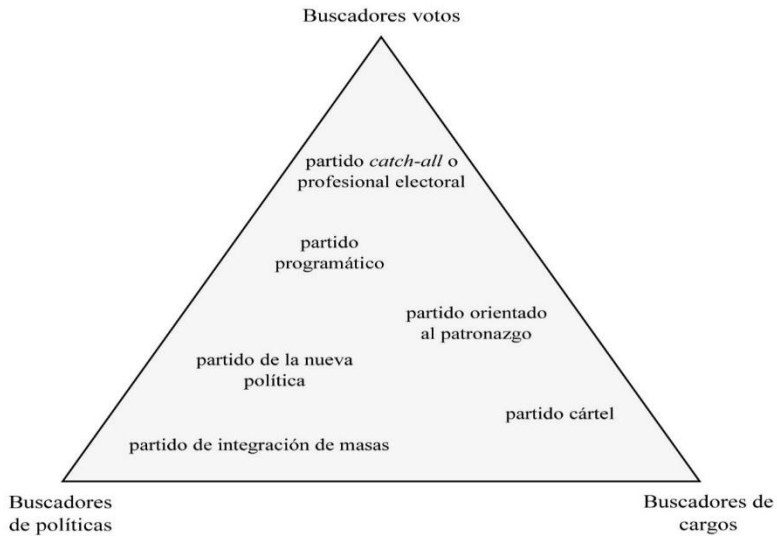 Buscadores votos
partido catch-all o
profesional electoral
partido
programático
partido orientado
al patronazgo
partido de la nueva
política
partido cártel
partido de integración de masas
Buscadores
de políticas
Buscadores de
cargos